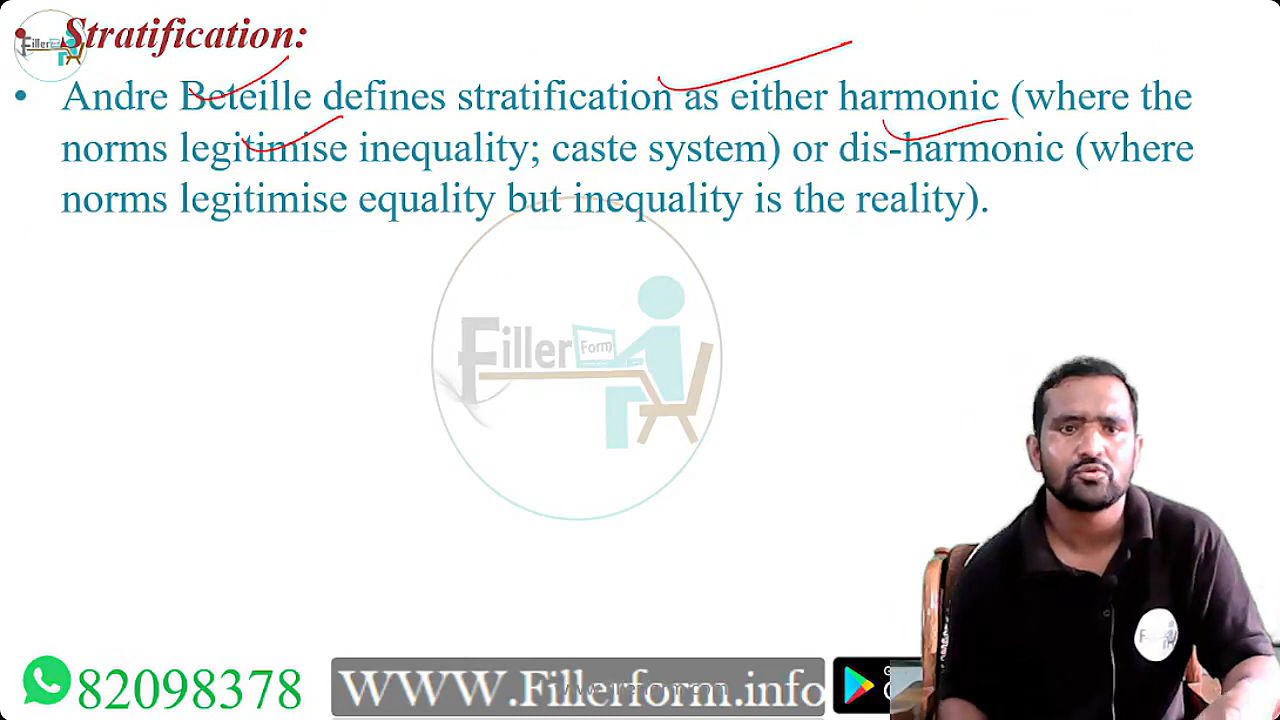 Stratification:
• Andre Beteille defines stratification as either harmonic (where the
norms legitimise inequality; caste system) or dis-harmonic (where
norms legitimise equality but inequality is the reality).
Filler
Form
82098378
WWW.Fillerform.info